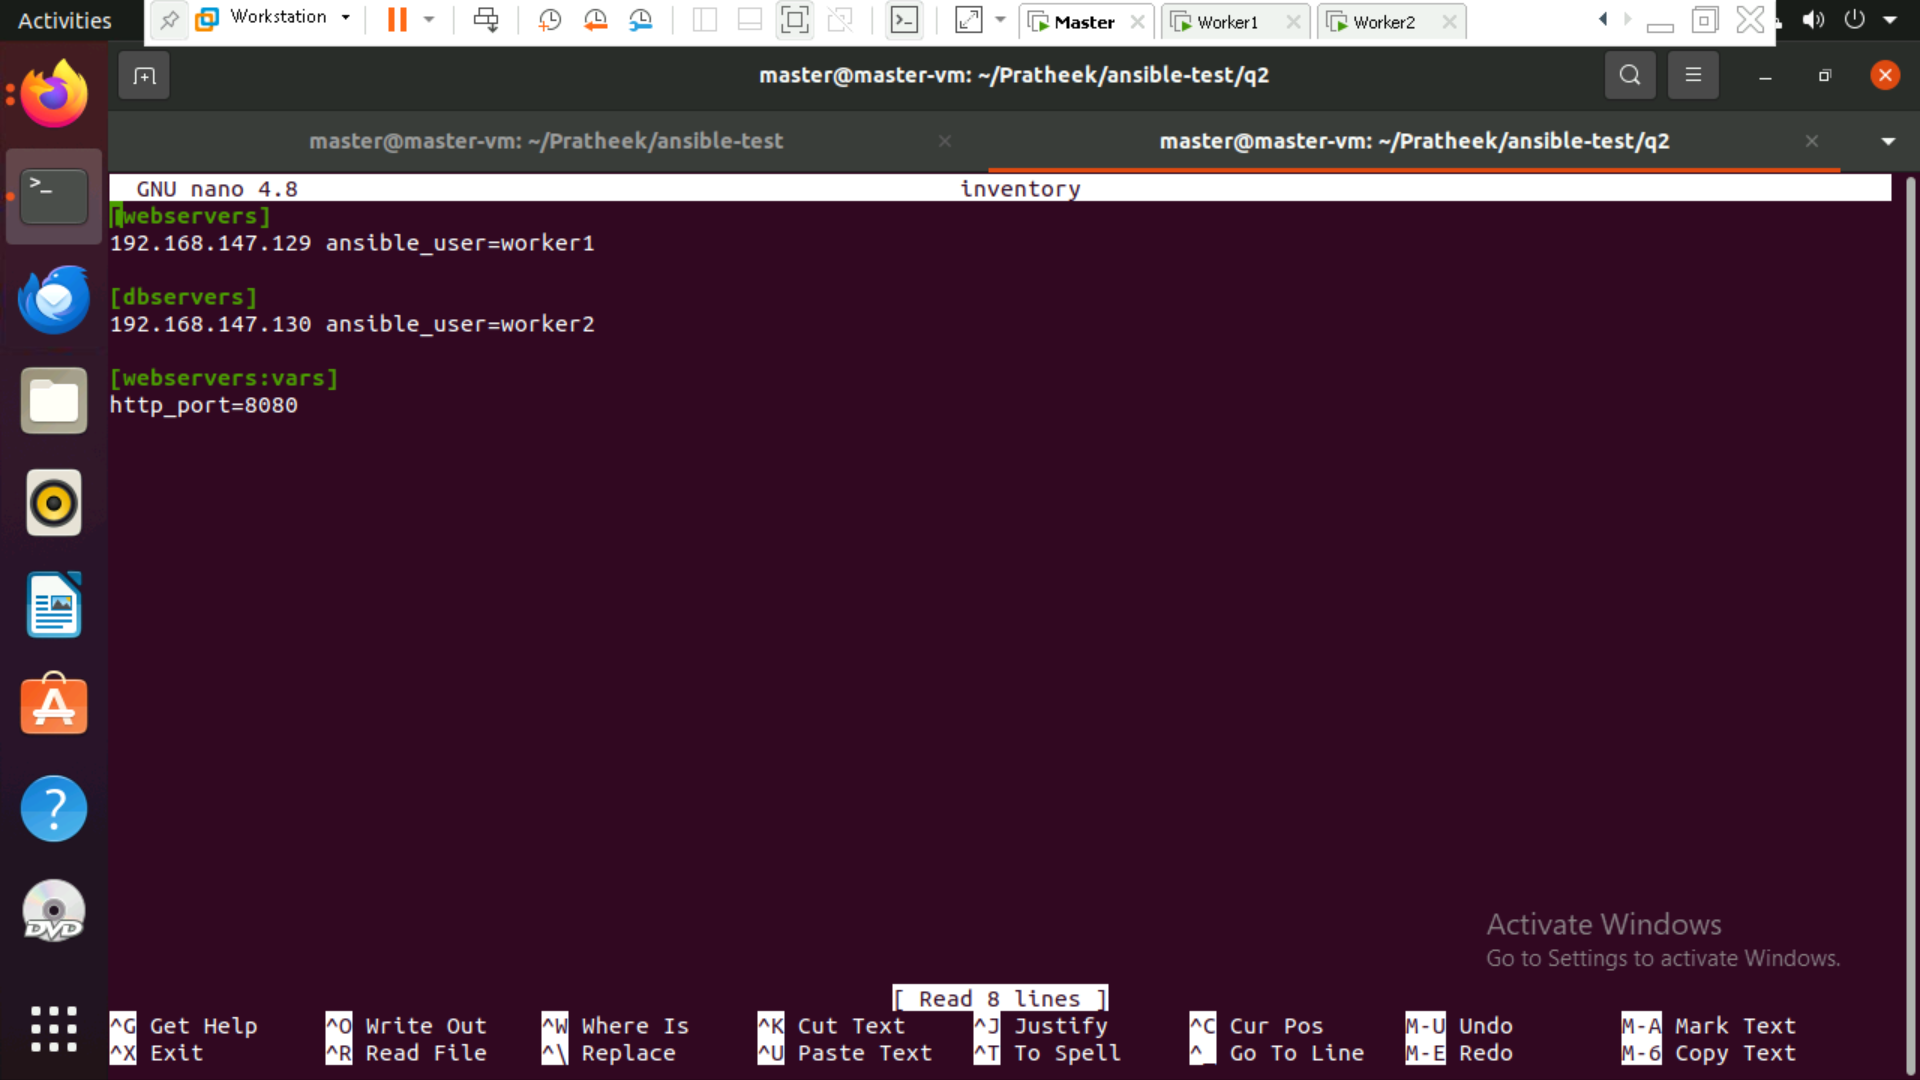 Activities
Workstation
Master
Worker1
Worker2
master@master-vm: ~/Pratheek/ansible-test/q2
master@master-vm: ~/Pratheek/ansible-test
master@master-vm: ~/Pratheek/ansible-test/q2
GNU nano 4.8 inventory
[webservers]
192.168.147.129 ansible_user=worker1
[dbservers]
192.168.147.130 ansible_user=worker2
[webservers:vars]
http_port=8080
DVD
Activate Windows
Go to Settings to activate Windows.
[ Read 8 lines ]
^G Get Help ^O Write Out ^W Where Is ^K Cut Text ^J Justify ^C Cur Pos M-U Undo M-A Mark Text
^X Exit ^R Read File ^\ Replace ^U Paste Text ^T To Spell ^_ Go To Line M-E Redo M-6 Copy Text